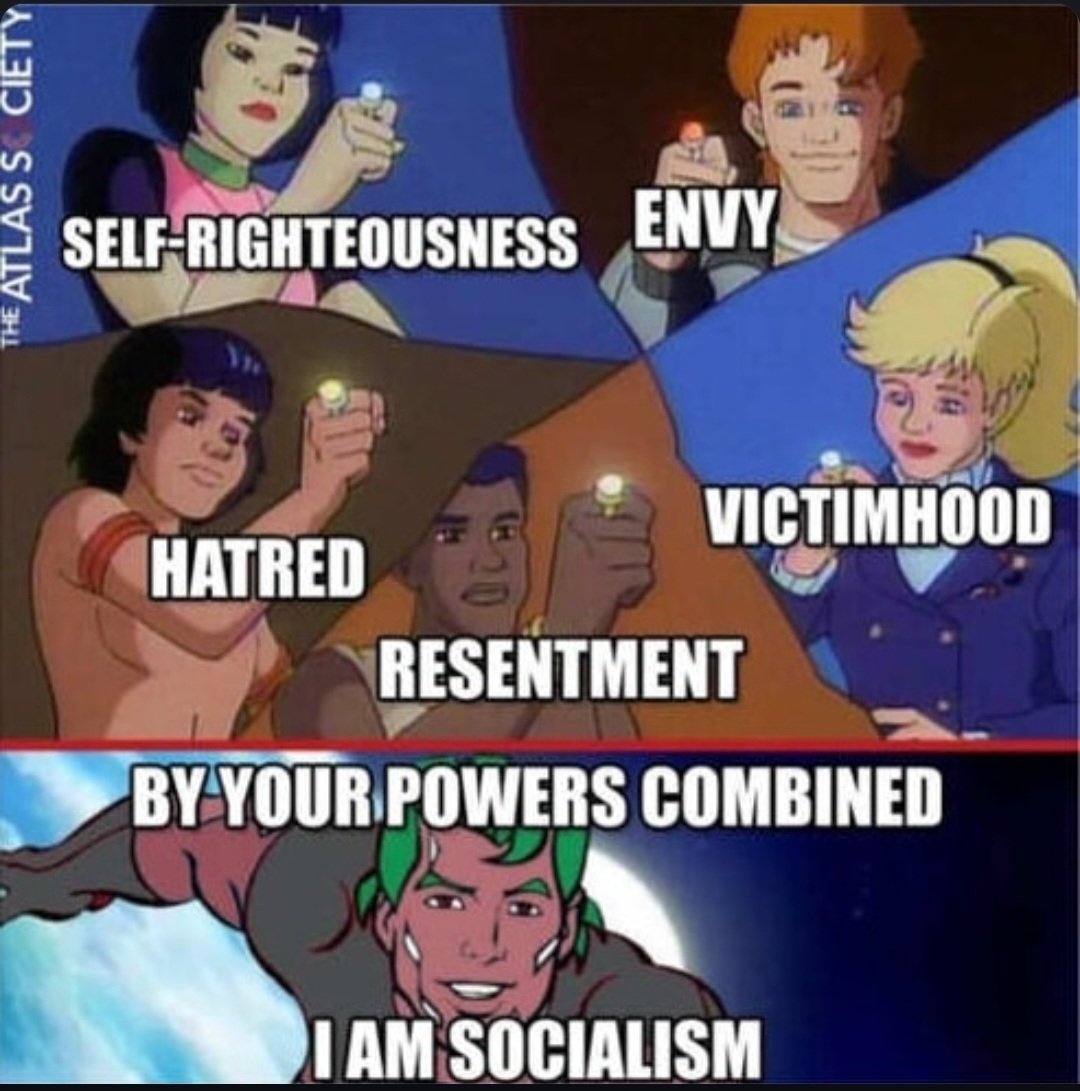 THE ATLAS SOCIETY
SELF-RIGHTEOUSNESS
ENVY
VICTIMHOOD
HATRED
RESENTMENT
BY YOUR POWERS COMBINED
I AM SOCIALISM